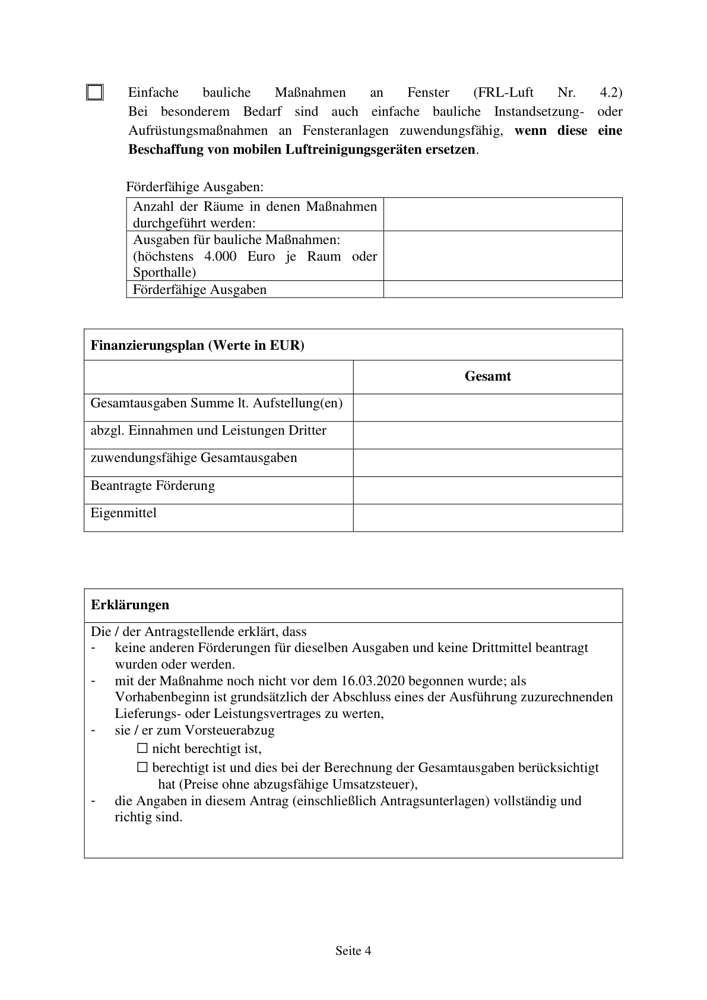 Einfache bauliche Maßnahmen an Fenster (FRL-Luft Nr. 4.2)
Bei besonderem Bedarf sind auch einfache bauliche Instandsetzung- oder
Aufrüstungsmaßnahmen an Fensteranlagen zuwendungsfähig, wenn diese eine
Beschaffung von mobilen Luftreinigungsgeräten ersetzen.
Förderfähige Ausgaben:
Anzahl der Räume in denen Maßnahmen
durchgeführt werden:
Ausgaben für bauliche Maßnahmen:
(höchstens 4.000 Euro je Raum oder
Sporthalle)
Förderfähige Ausgaben
Finanzierungsplan (Werte in EUR)
Gesamt
Gesamtausgaben Summe lt. Aufstellung(en)
abzgl. Einnahmen und Leistungen Dritter
zuwendungsfähige Gesamtausgaben
Beantragte Förderung
Eigenmittel
Erklärungen
Die / der Antragstellende erklärt, dass
- keine anderen Förderungen für dieselben Ausgaben und keine Drittmittel beantragt
wurden oder werden.
- mit der Maßnahme noch nicht vor dem 16.03.2020 begonnen wurde; als
Vorhabenbeginn ist grundsätzlich der Abschluss eines der Ausführung zuzurechnenden
Lieferungs- oder Leistungsvertrages zu werten,
- sie / er zum Vorsteuerabzug
☐ nicht berechtigt ist,
☐ berechtigt ist und dies bei der Berechnung der Gesamtausgaben berücksichtigt
hat (Preise ohne abzugsfähige Umsatzsteuer),
- die Angaben in diesem Antrag (einschließlich Antragsunterlagen) vollständig und
richtig sind.
Seite 4